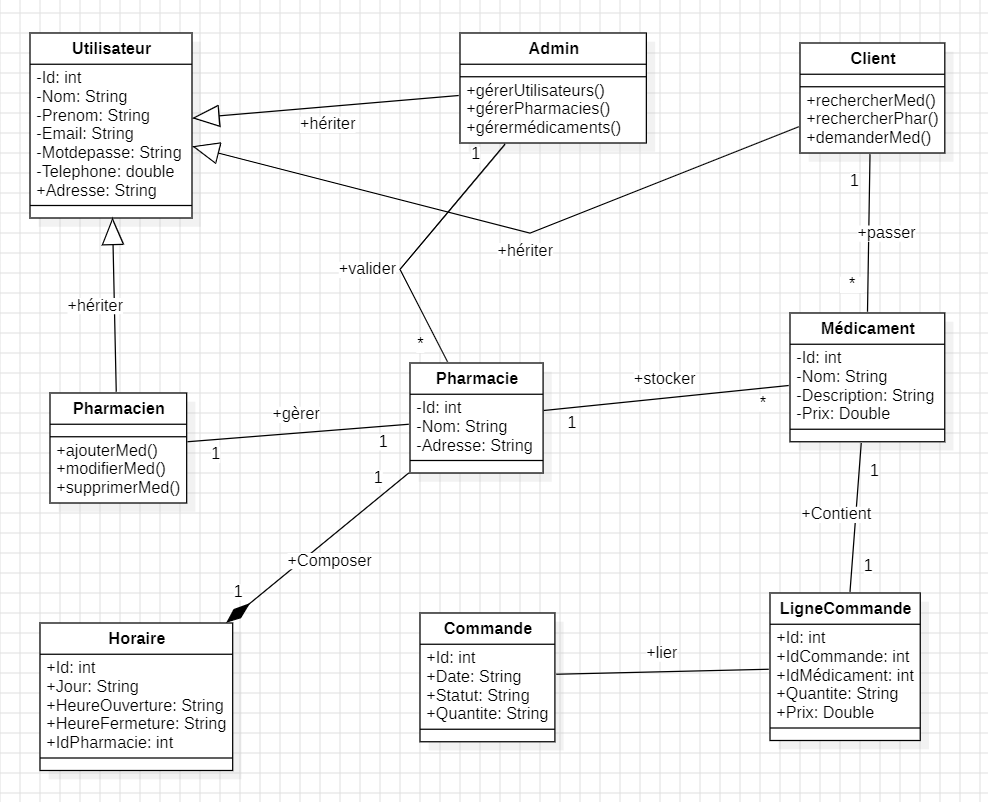 Utilisateur
-Id: int
-Nom: String
-Prenom: String
-Email: String
-Motdepasse: String
-Telephone: double
+Adresse: String
Admin
+gérerUtilisateurs()
+gérerPharmacies()
+gérermédicaments()
Client
+rechercherMed()
+rechercherPhar()
+demanderMed()
+hériter
1
1
+passer
+hériter
+valider
*
+hériter
*
Médicament
-Id: int
-Nom: String
-Description: String
-Prix: Double
Pharmacie
-Id: int
-Nom: String
-Adresse: String
+stocker
*
1
Pharmacien
+ajouterMed()
+modifierMed()
+supprimerMed()
+gèrer
1
1
1
1
+Contient
1
+Composer
1
Horaire
+Id: int
+Jour: String
+HeureOuverture: String
+HeureFermeture: String
+IdPharmacie: int
Commande
+Id: int
+Date: String
+Statut: String
+Quantite: String
+lier
LigneCommande
+Id: int
+IdCommande: int
+IdMédicament: int
+Quantite: String
+Prix: Double